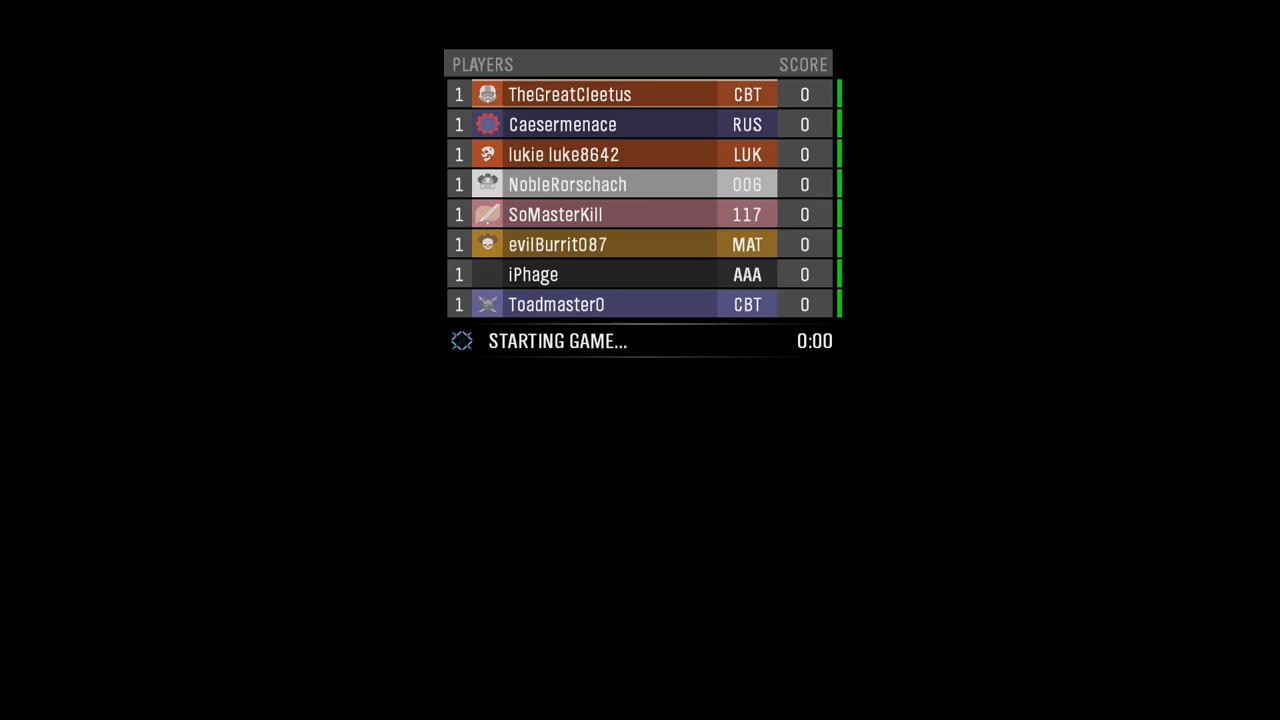 PLAYERS SCORE
1 TheGreatCleetus CBT 0
1 Caesermenace RUS 0
1 lukie luke8642 LUK 0
1 NobleRorschach 006 0
1 SoMasterKill 117 0
1 evilBurrit087 MAT 0
1 iPhage AAA 0
1 Toadmaster0 CBT 0
STARTING GAME... 0:00